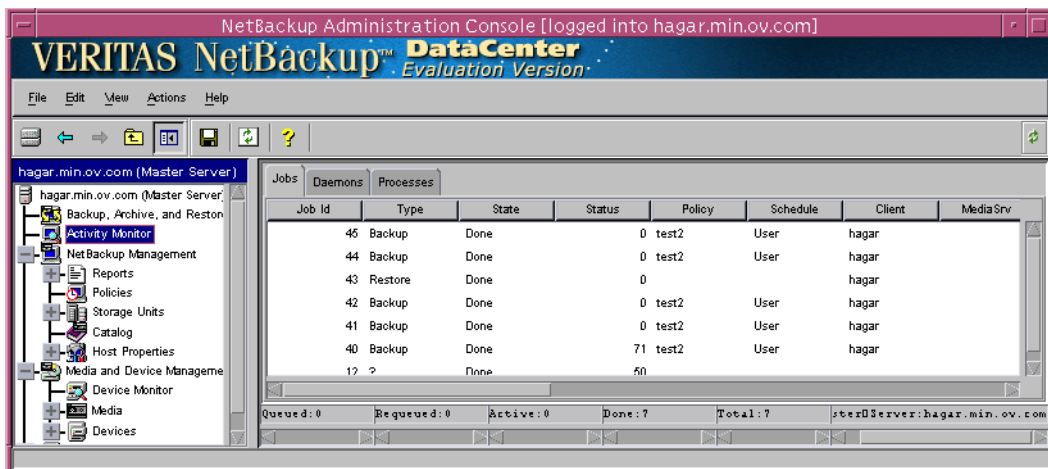 NetBackup Administration Console [logged into hagar.min.ov.com]
VERITAS NetBackup™ DataCenter
Evaluation Version
File Edit View Actions Help
hagar.min.ov.com (Master Server)
hagar.min.ov.com (Master Server)
Backup, Archive, and Restor
Activity Monitor
NetBackup Management
Reports
Policies
Storage Units
Catalog
Host Properties
Media and Device Manageme
Device Monitor
Media
Devices
Jobs Daemons Processes
Job Id Type State Status Policy Schedule Client MediaSrv
45 Backup Done 0 test2 User hagar
44 Backup Done 0 test2 User hagar
43 Restore Done 0 hagar
42 Backup Done 0 test2 User hagar
41 Backup Done 0 test2 User hagar
40 Backup Done 71 test2 User hagar
12 ? Done 50
Queued:0 Requeued:0 Active:0 Done:7 Total:7 ster▯Server:hagar.min.ov.com